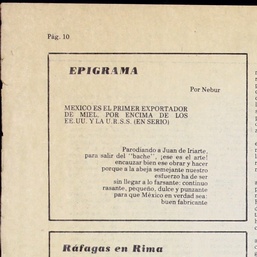 Pág. 10
EPIGRAMA
Por Nebur
MEXICO ES EL PRIMER EXPORTADOR
DE MIEL, POR ENCIMA DE LOS
EE.UU. Y LA U.R.S.S. (EN SERIO)
Parodiando a Juan de Iriarte,
para salir del "bache", ¡ese es el arte!
encauzar bien ese obrar y hacer
porque a la abeja semejante nuestro
esfuerzo ha de ser
sin llegar a lo farsante: continuo
rasante, pequeño, dulce y punzante
para que México en verdad sea:
buen fabricante
Ráfagas en Rima